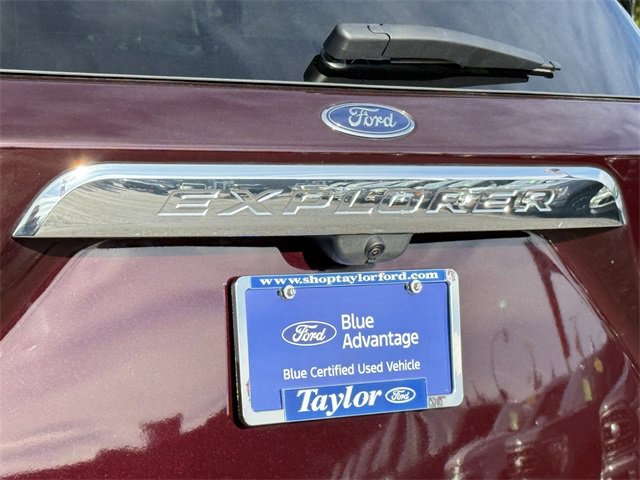 Ford
EXPLORER
www.shoptaylorford.com
Ford
Blue
Advantage
Blue Certified Used Vehicle
Taylor Ford